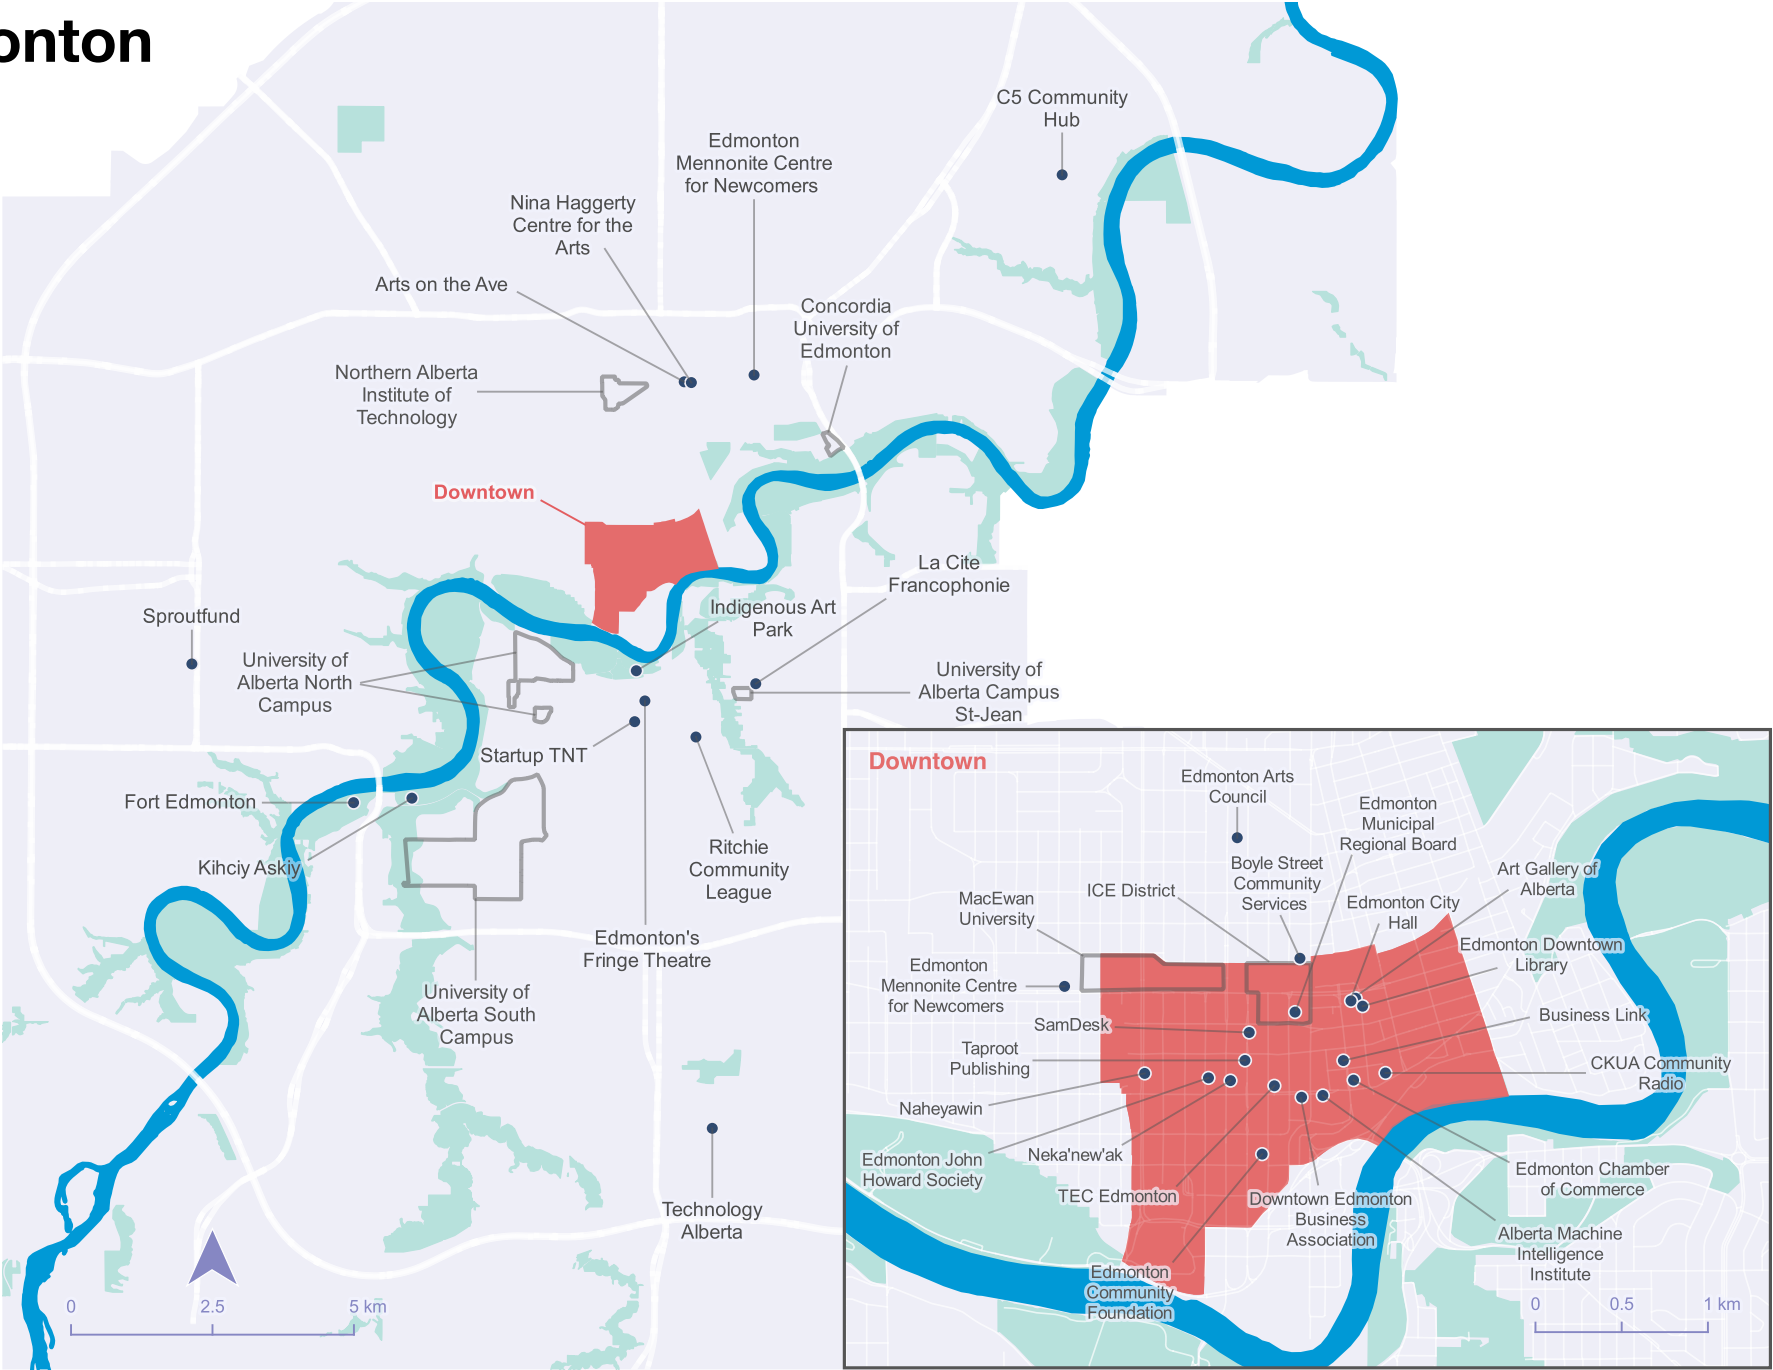 onton
C5 Community
Hub
Edmonton
Mennonite Centre
for Newcomers
Nina Haggerty
Centre for the
Arts
Arts on the Ave
Concordia
University of
Edmonton
Northern Alberta
Institute of
Technology
Downtown
La Cite
Francophonie
Indigenous Art
Park
Sproutfund
University of
Alberta North
Campus
University of
Alberta Campus
St-Jean
Startup TNT
Fort Edmonton
Kihciy Askiy
Ritchie
Community
League
Edmonton's
Fringe Theatre
University of
Alberta South
Campus
Technology
Alberta
0 2.5 5 km
Downtown
Edmonton Arts
Council
Edmonton
Municipal
Regional Board
Boyle Street
Community
Services
ICE District
MacEwan
University
Art Gallery of
Alberta
Edmonton City
Hall
Edmonton Downtown
Library
Edmonton
Mennonite Centre
for Newcomers
SamDesk
Business Link
Taproot
Publishing
CKUA Community
Radio
Naheyawin
Edmonton John
Howard Society
Neka'new'ak
TEC Edmonton
Downtown Edmonton
Business
Association
Edmonton Chamber
of Commerce
Alberta Machine
Intelligence
Institute
Edmonton
Community
Foundation
0 0.5 1 km